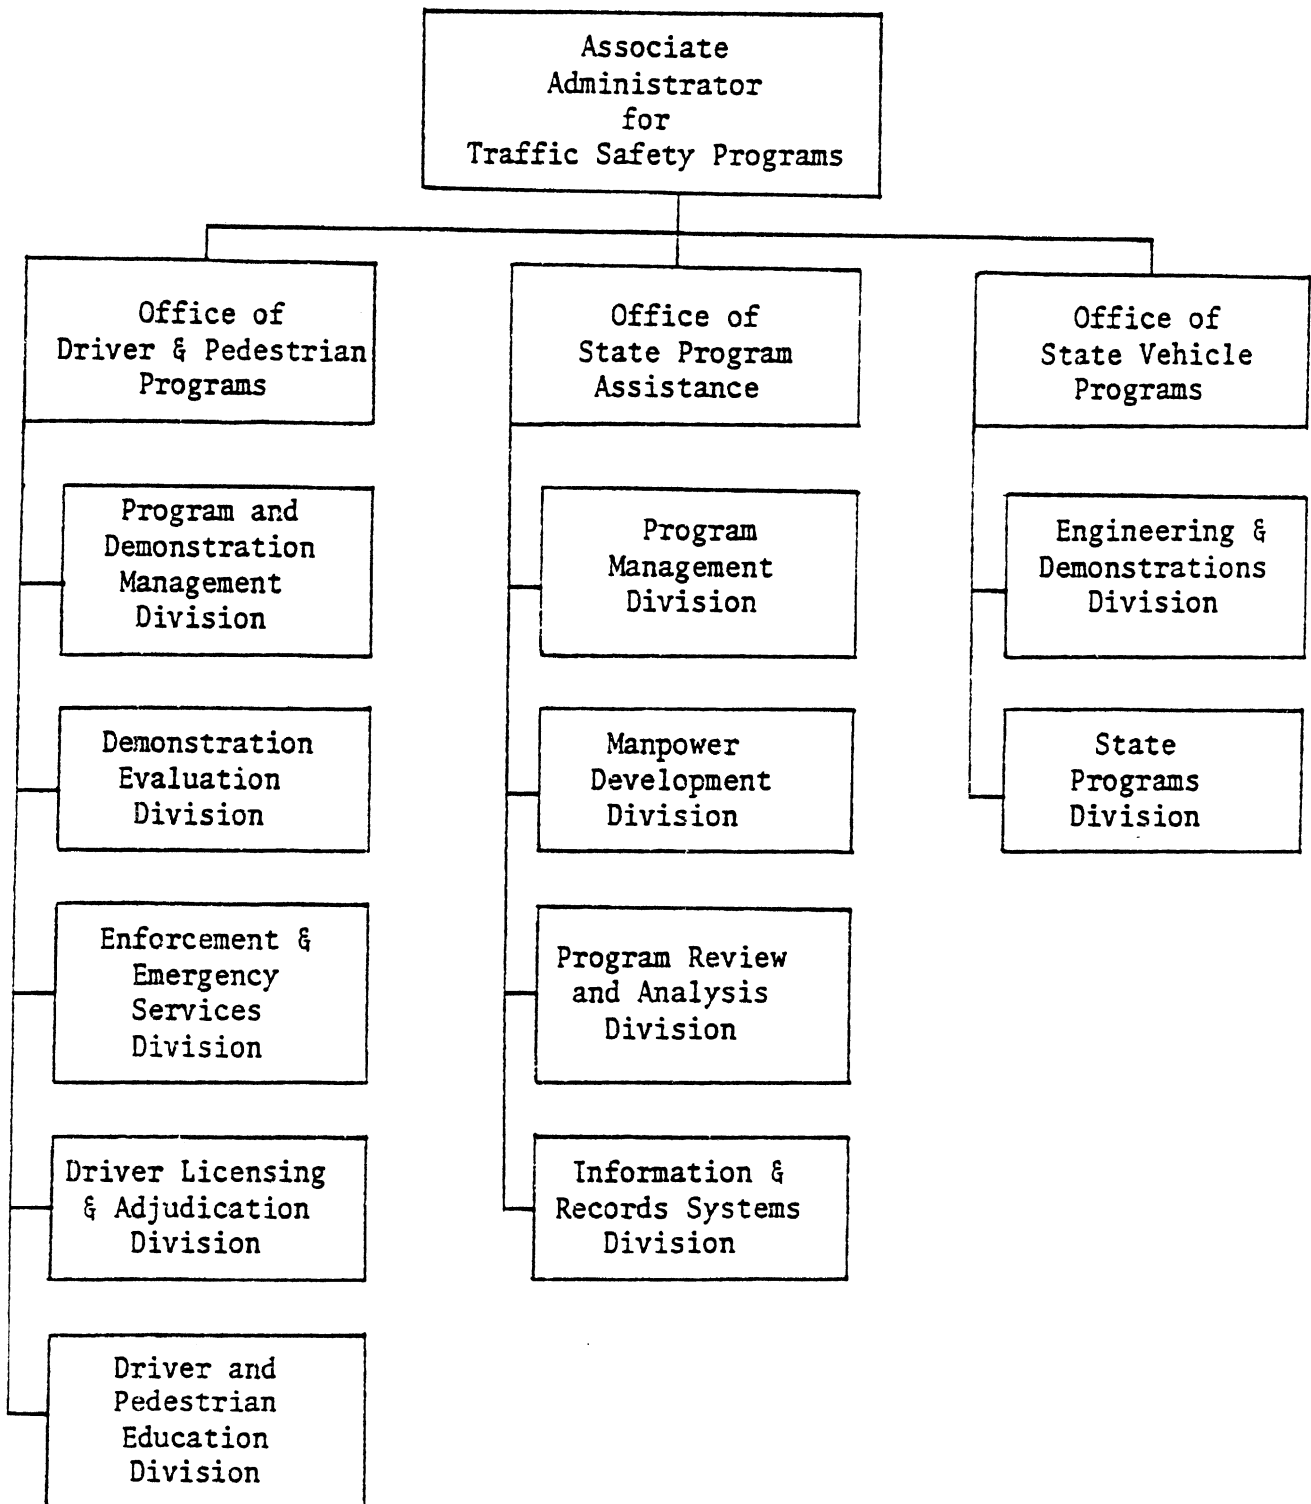 Associate
Administrator
for
Traffic Safety Programs
Office of
Driver & Pedestrian
Programs
Program and
Demonstration
Management
Division
Demonstration
Evaluation
Division
Enforcement &
Emergency
Services
Division
Driver Licensing
& Adjudication
Division
Driver and
Pedestrian
Education
Division
Office of
State Program
Assistance
Program
Management
Division
Manpower
Development
Division
Program Review
and Analysis
Division
Information &
Records Systems
Division
Office of
State Vehicle
Programs
Engineering &
Demonstrations
Division
State
Programs
Division